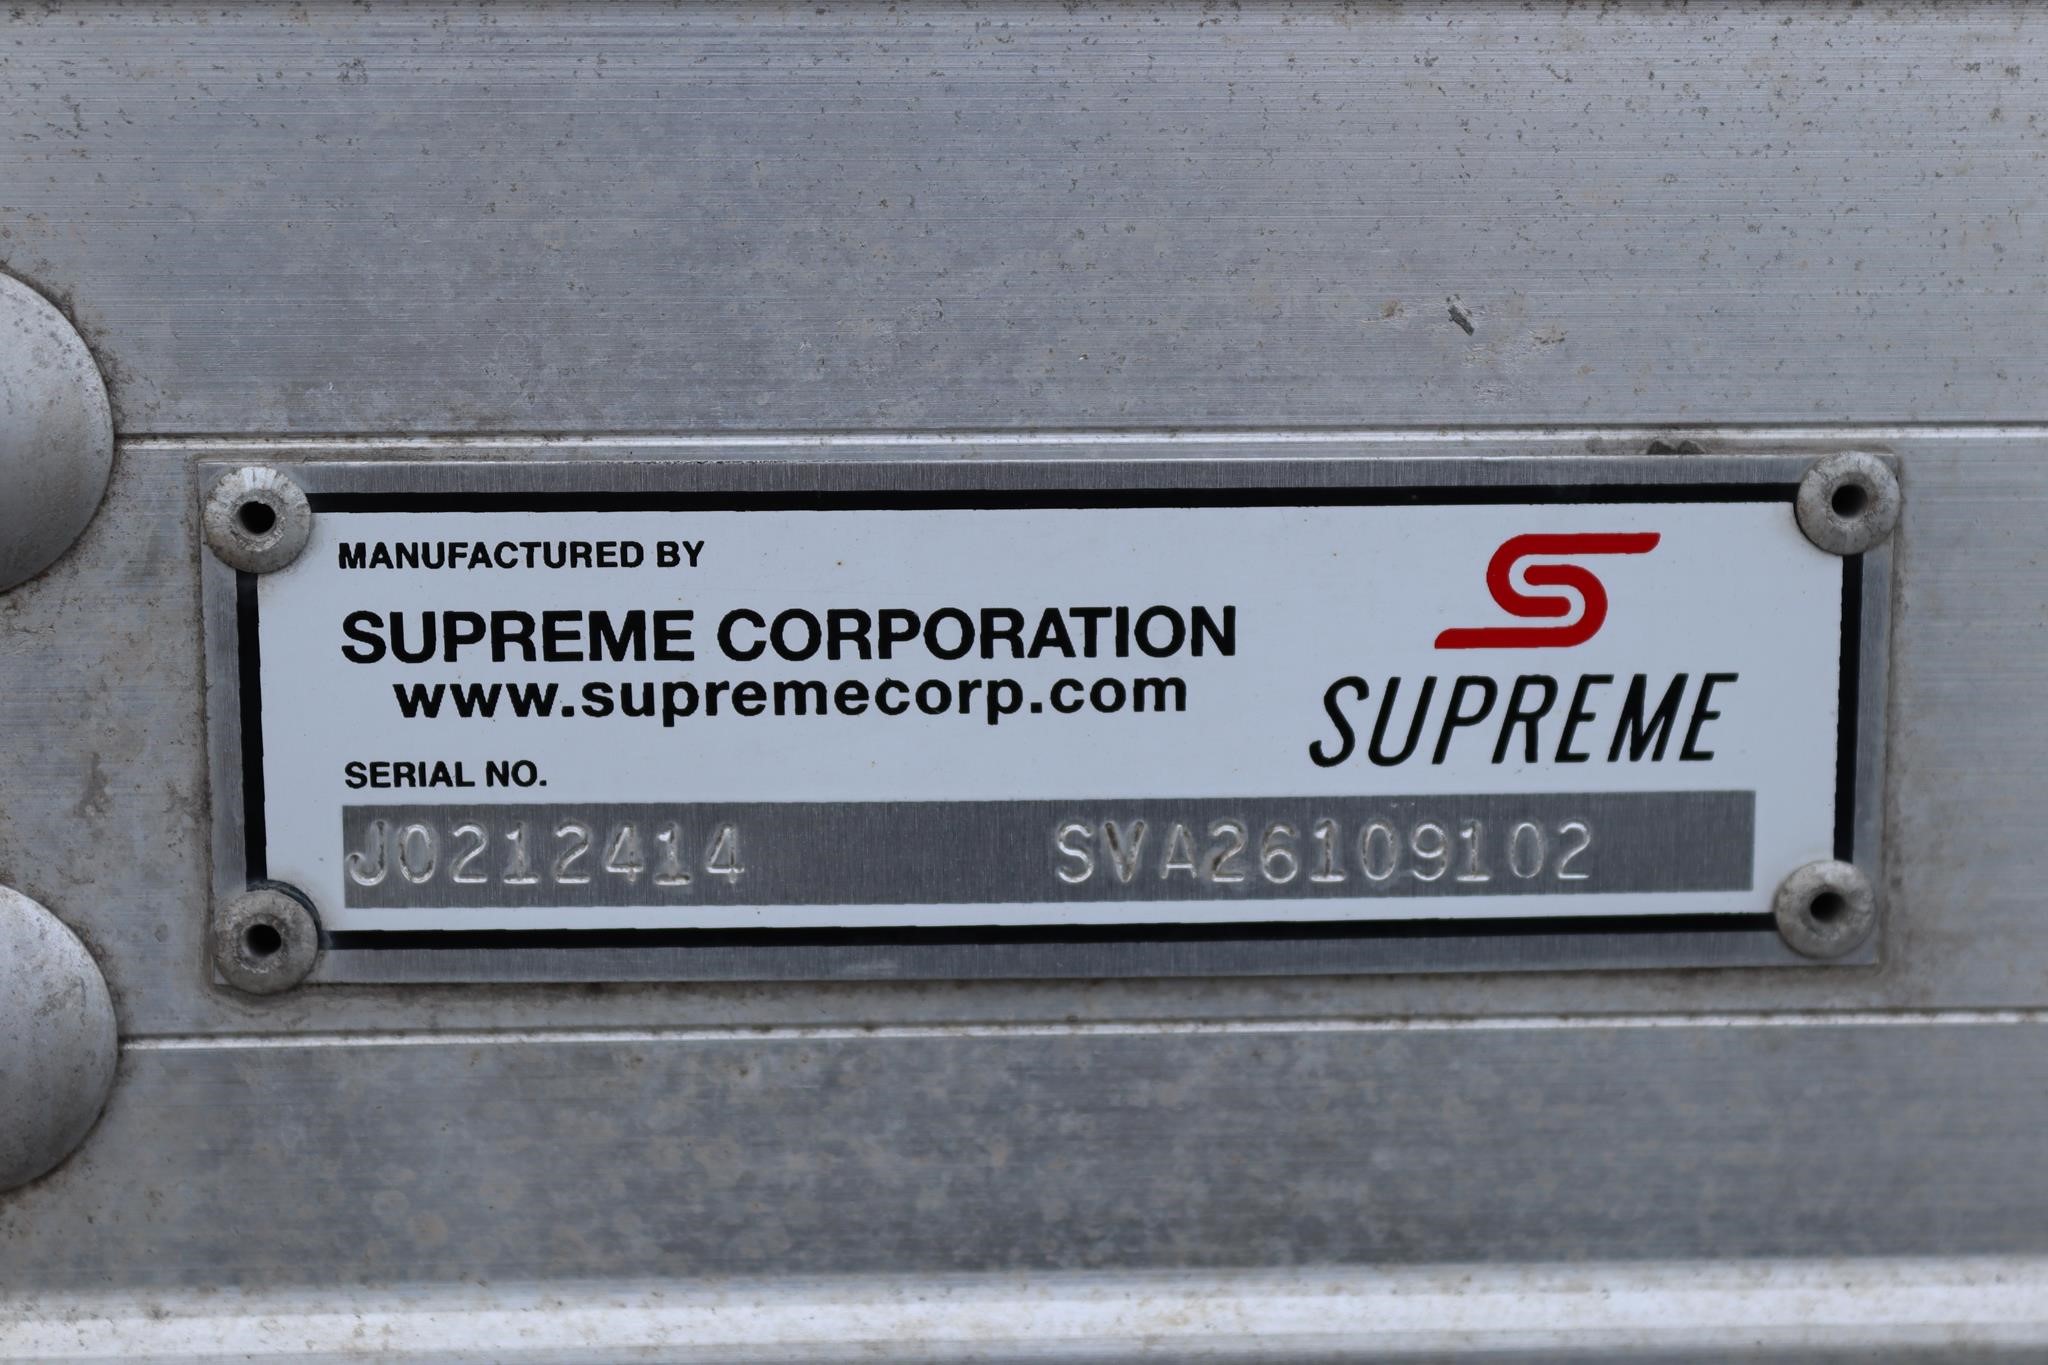 MANUFACTURED BY
SUPREME CORPORATION
www.supremecorp.com
SUPREME
SERIAL NO.
J0212414 SVA26109102